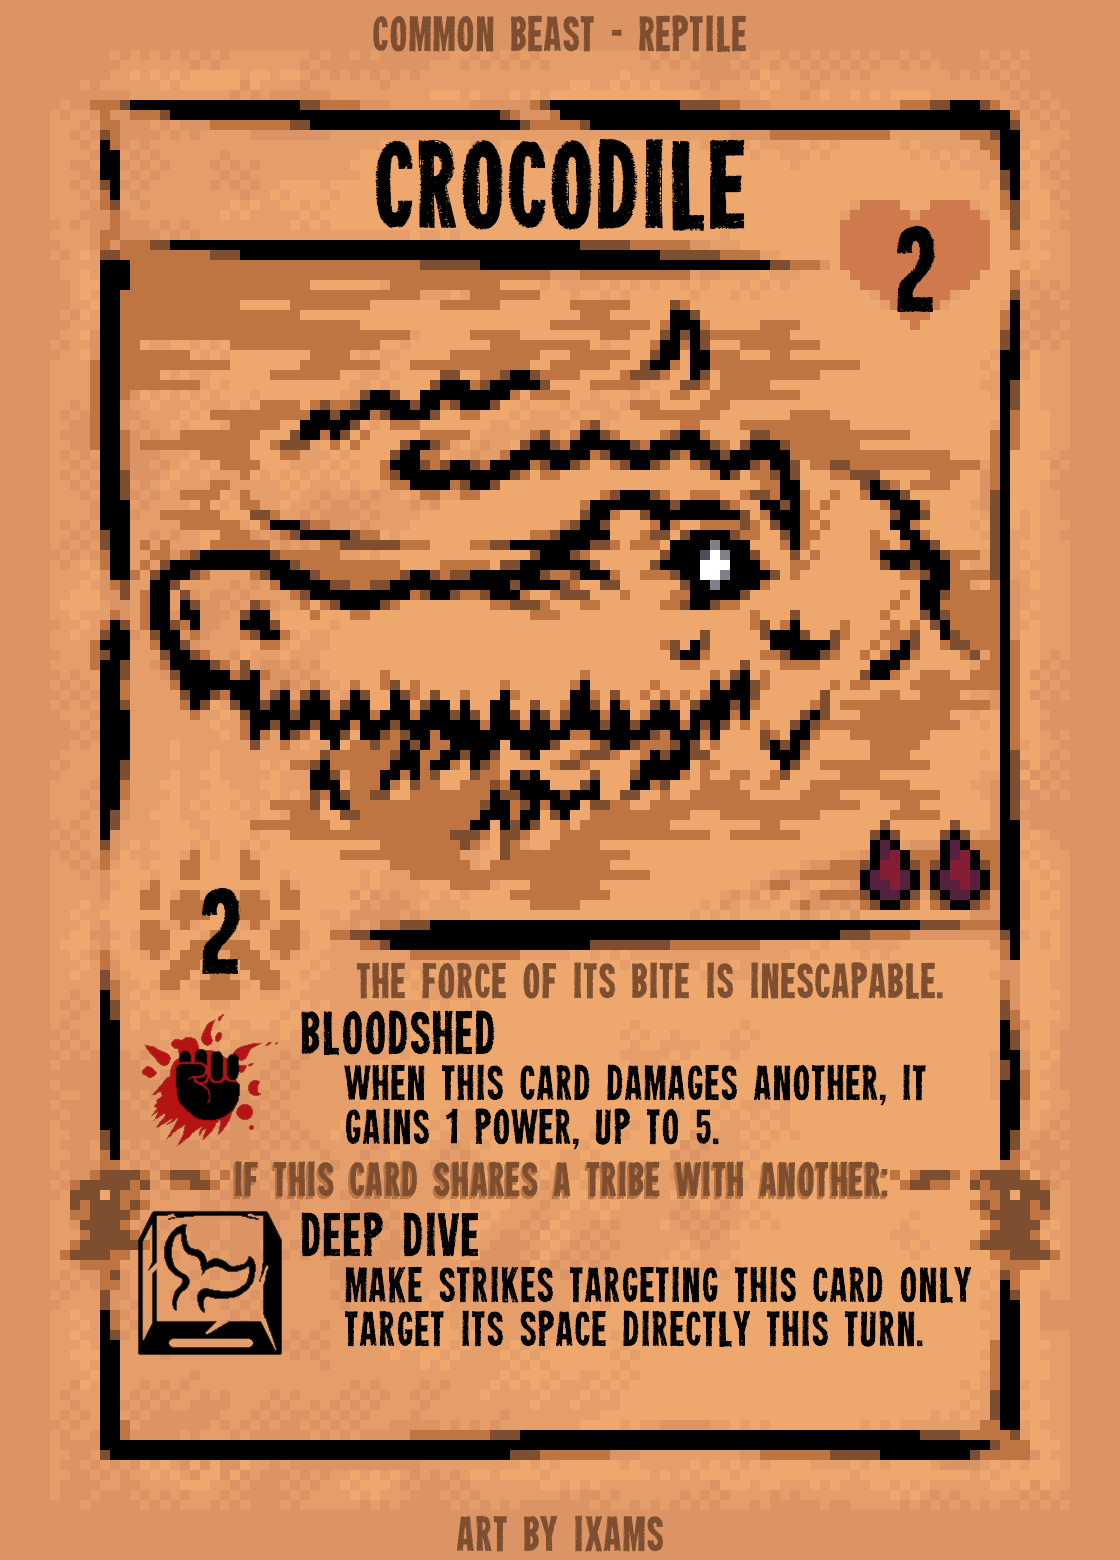 COMMON BEAST - REPTILE
CROCODILE
2
2
THE FORCE OF ITS BITE IS INESCAPABLE.
BLOODSHED
WHEN THIS CARD DAMAGES ANOTHER, IT
GAINS 1 POWER, UP TO 5.
IF THIS CARD SHARES A TRIBE WITH ANOTHER:
DEEP DIVE
MAKE STRIKES TARGETING THIS CARD ONLY
TARGET ITS SPACE DIRECTLY THIS TURN.
ART BY IXAMS